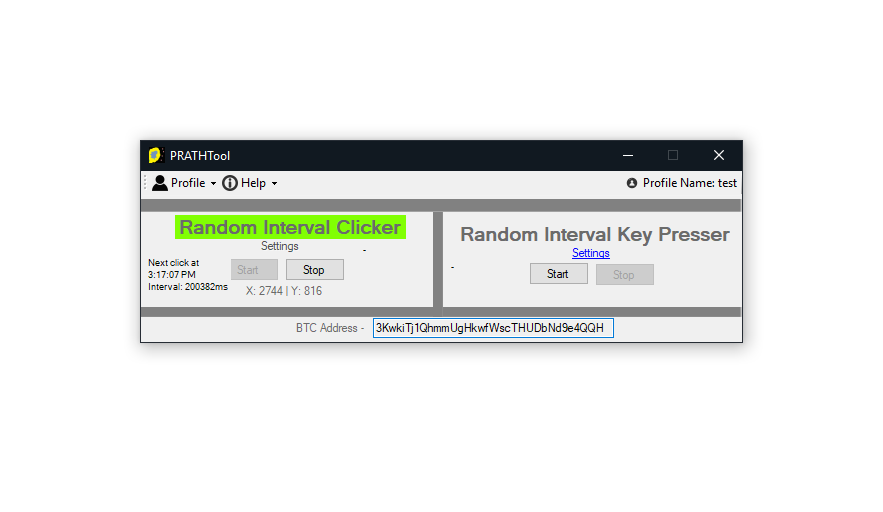 PRATHTool
Profile Help Profile Name: test
Random Interval Clicker
Settings
-
Next click at
3:17:07 PM
Interval: 200382ms
Start Stop
X: 2744 | Y: 816
Random Interval Key Presser
Settings
-
Start Stop
BTC Address - 3KwkiTj1QhmmUgHkwfWscTHUDbNd9e4QQH